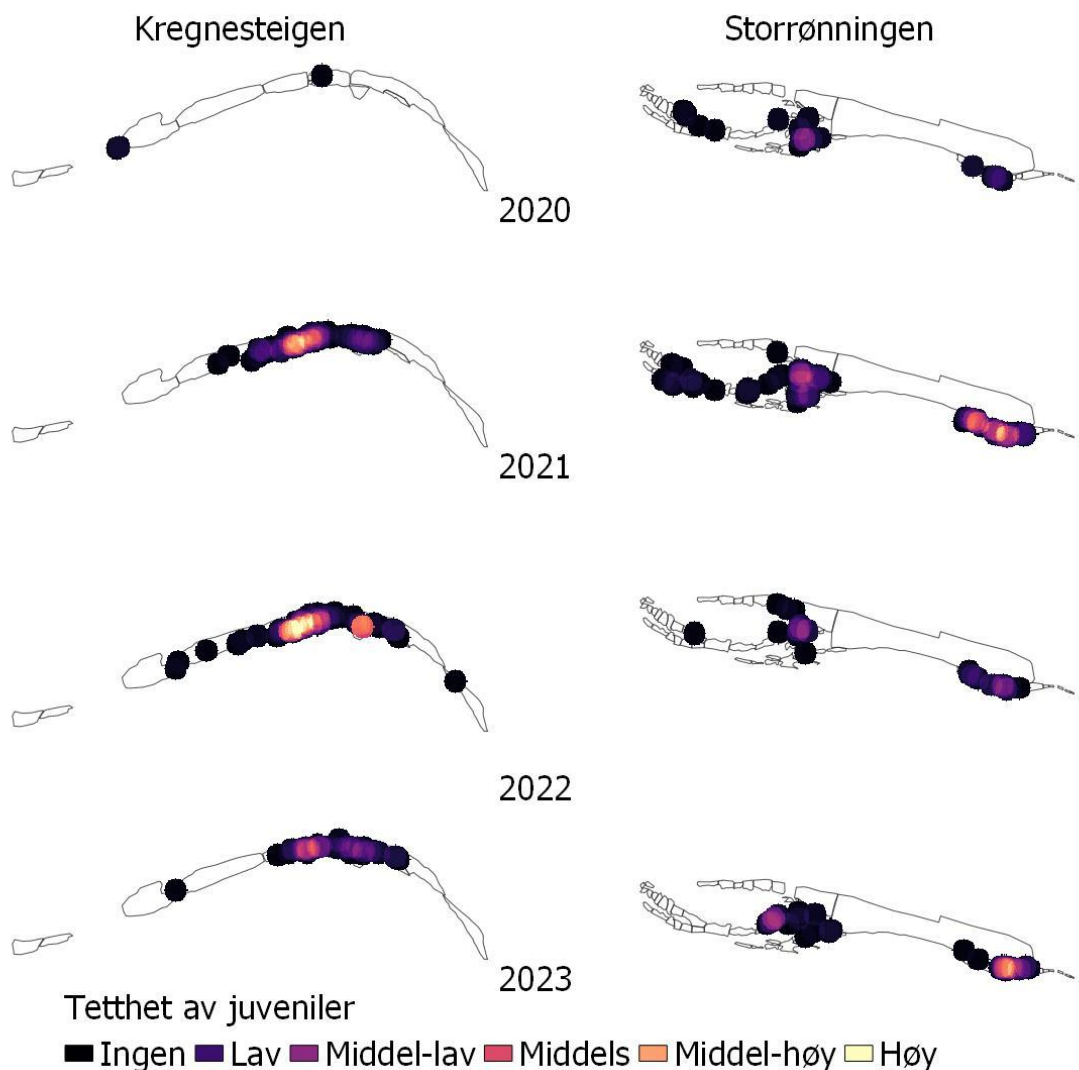 Kregnesteigen
Storrønningen
2020
2021
2022
2023
Tetthet av juveniler
Ingen Lav Middel-lav Middels Middel-høy Høy